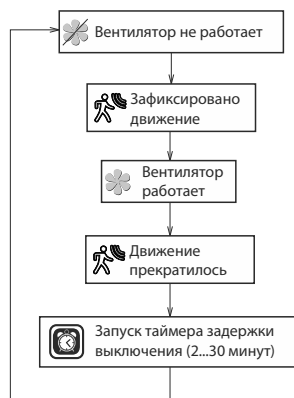 Вентилятор не работает
Зафиксировано
движение
Вентилятор
работает
Движение
прекратилось
Запуск таймера задержки
выключения (2...30 минут)